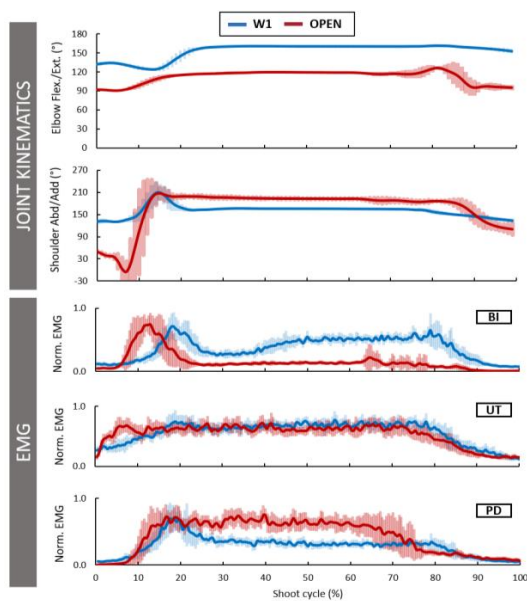 W1 OPEN
JOINT KINEMATICS
Elbow Flex./Ext. (°)
180
150
120
90
60
30
0
Shoulder Abd/Add (°)
270
210
150
90
30
-30
EMG
Norm. EMG
1.0
0.0
BI
Norm. EMG
1.0
0.0
UT
Norm. EMG
1.0
0.0
PD
0 10 20 30 40 50 60 70 80 90 100
Shoot cycle (%)